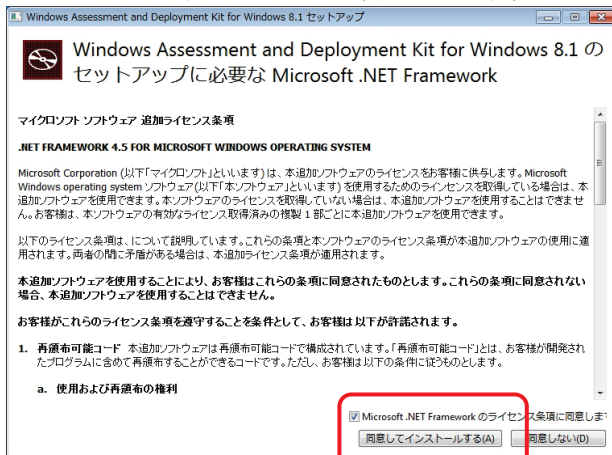 Windows Assessment and Deployment Kit for Windows 8.1 セットアップ
Windows Assessment and Deployment Kit for Windows 8.1 の
セットアップに必要な Microsoft .NET Framework
マイクロソフト ソフトウェア 追加ライセンス条項
.NET FRAMEWORK 4.5 FOR MICROSOFT WINDOWS OPERATING SYSTEM
Microsoft Corporation (以下「マイクロソフト」といいます) は、本追加ソフトウェアのライセンスをお客様に供与します。Microsoft
Windows operating system ソフトウェア (以下「本ソフトウェア」といいます) を使用するためのラインセンスを取得している場合は、本
追加ソフトウェアを使用できます。本ソフトウェアのライセンスを取得していない場合は、本追加ソフトウェアを使用することはできませ
ん。お客様は、本ソフトウェアの有効なライセンス取得済みの複製 1 部ごとに本追加ソフトウェアを使用できます。
以下のライセンス条項は、について説明しています。これらの条項と本ソフトウェアのライセンス条項が本追加ソフトウェアの使用に適
用されます。両者の間に矛盾がある場合は、本追加ライセンス条項が適用されます。
本追加ソフトウェアを使用することにより、お客様はこれらの条項に同意されたものとします。これらの条項に同意されない
場合、本追加ソフトウェアを使用することはできません。
お客様がこれらのライセンス条項を遵守することを条件として、お客様は以下が許諾されます。
1. 再頒布可能コード 本追加ソフトウェアは再頒布可能コードで構成されています。「再頒布可能コード」とは、お客様が開発され
たプログラムに含めて再頒布することができるコードです。ただし、お客様は以下の条件に従うものとします。
a. 使用および再頒布の権利
Microsoft .NET Framework のライセンス条項に同意しま
同意してインストールする(A) 同意しない(D)